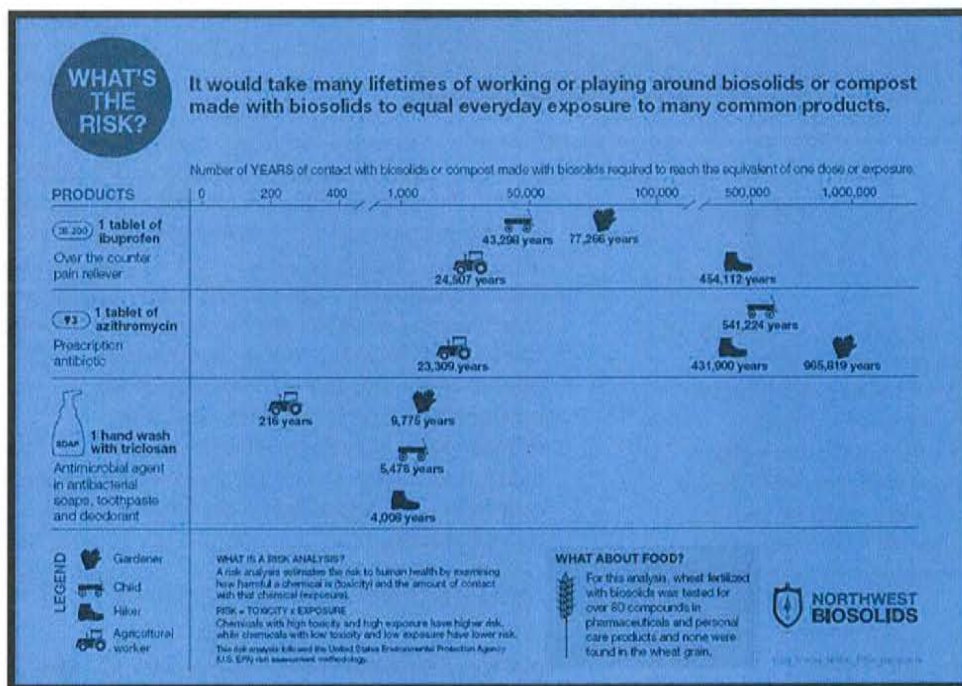 WHAT'S
THE
RISK?
It would take many lifetimes of working or playing around biosolids or compost
made with biosolids to equal everyday exposure to many common products.
Number of YEARS of contact with biosolids or compost made with biosolids required to reach the equivalent of one dose or exposure.
PRODUCTS 0 200 400 1,000 50,000 100,000 500,000 1,000,000
1 tablet of
ibuprofen
Over the counter
pain reliever
43,298 years 77,266 years
24,507 years 454,112 years
93 1 tablet of
azithromycin
Prescription
antibiotic
541,224 years
23,309 years 431,900 years 965,819 years
SOAP 1 hand wash
with triclosan
Antimicrobial agent
in antibacterial
soaps, toothpaste
and deodorant
216 years 9,775 years
5,478 years
4,006 years
LEGEND
Gardener
Child
Hiker
Agricultural
worker
WHAT IS A RISK ANALYSIS?
A risk analysis estimates the risk to human health by examining
how harmful a chemical is (toxicity) and the amount of contact
with that chemical (exposure).
RISK = TOXICITY x EXPOSURE
Chemicals with high toxicity and high exposure have higher risk,
while chemicals with low toxicity and low exposure have lower risk.
This risk analysis followed the United States Environmental Protection Agency
(U.S. EPA) risk assessment methodology.
WHAT ABOUT FOOD?
For this analysis, wheat fertilized
with biosolids was tested for
over 80 compounds in
pharmaceuticals and personal
care products and none were
found in the wheat grain.
NORTHWEST
BIOSOLIDS